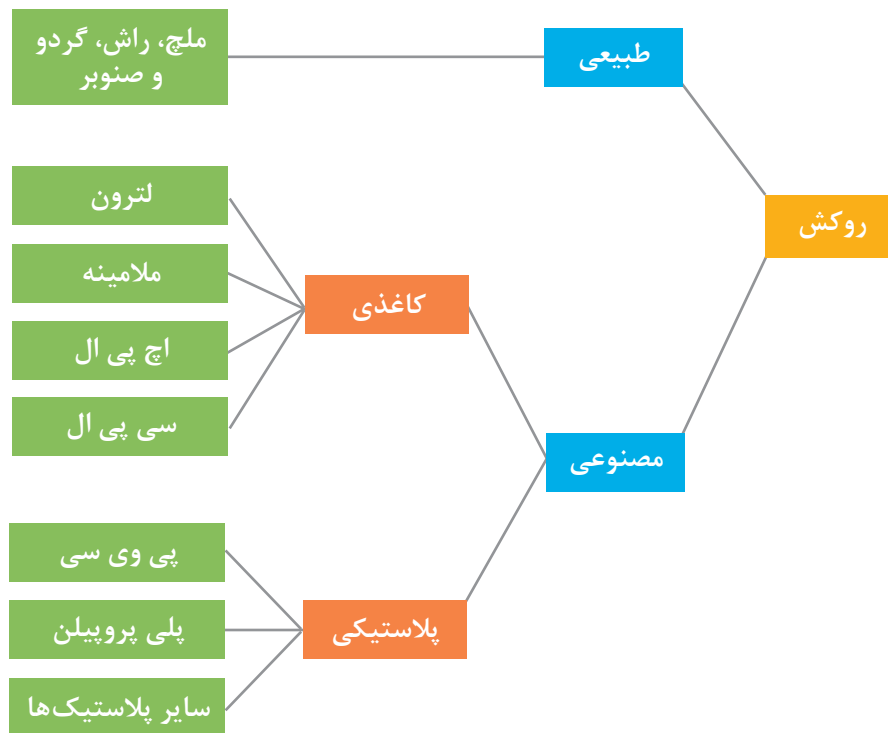 روکش
طبیعی
ملچ، راش، گردو
و صنوبر
مصنوعی
کاغذی
لترون
ملامینه
اچ پی ال
سی پی ال
پلاستیکی
پی وی سی
پلی پروپیلن
سایر پلاستیک‌ها